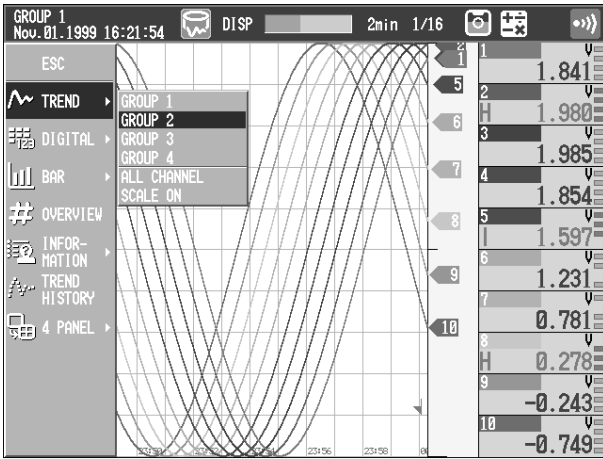 GROUP 1
Nov.01.1999 16:21:54
DISP
2min 1/16
ESC
TREND
DIGITAL
BAR
OVERVIEW
INFOR-
MATION
TREND
HISTORY
4 PANEL
GROUP 1
GROUP 2
GROUP 3
GROUP 4
ALL CHANNEL
SCALE ON
2
1
5
6
7
8
9
10
23:54
23:56
23:58
1 V
1.841
2 V
H 1.980
3 V
1.985
4 V
1.854
5 V
I 1.597
6 V
1.231
7 V
0.781
8 V
H 0.278
9 V
-0.243
10 V
-0.749